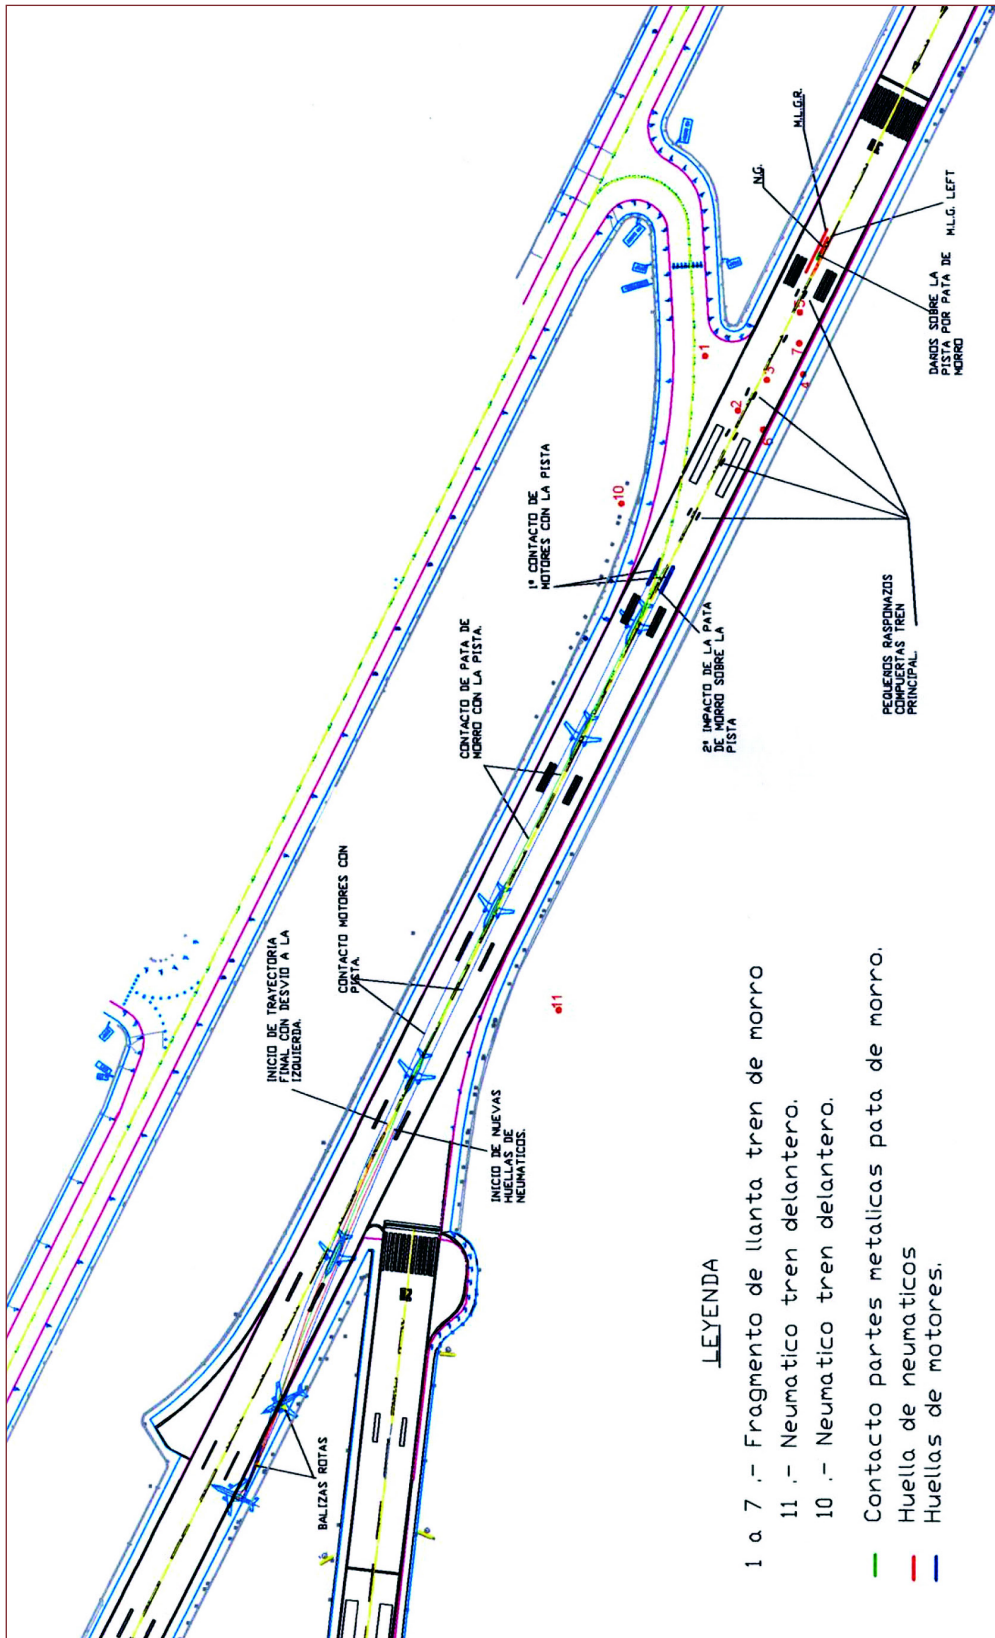 M.L.G.R.
N.G.
M.L.G. LEFT
DAÑOS SOBRE LA
PISTA POR PATA DE
MORRO
1º CONTACTO DE
MOTORES CON LA PISTA
CONTACTO DE PATA DE
MORRO CON LA PISTA.
2º IMPACTO DE LA PATA
DE MORRO SOBRE LA
PISTA
PEQUEÑOS RASPONAZOS
COMPUERTAS TREN
PRINCIPAL.
CONTACTO MOTORES CON
PISTA.
INICIO DE TRAYECTORIA
FINAL CON DESVIO A LA
IZQUIERDA.
INICIO DE NUEVAS
HUELLAS DE
NEUMATICOS.
BALIZAS ROTAS
1
2
3
4
5
6
7
10
11
LEYENDA
1 a 7 .- Fragmento de llanta tren de morro
11 .- Neumatico tren delantero.
10 .- Neumatico tren delantero.
Contacto partes metalicas pata de morro.
Huella de neumaticos
Huellas de motores.